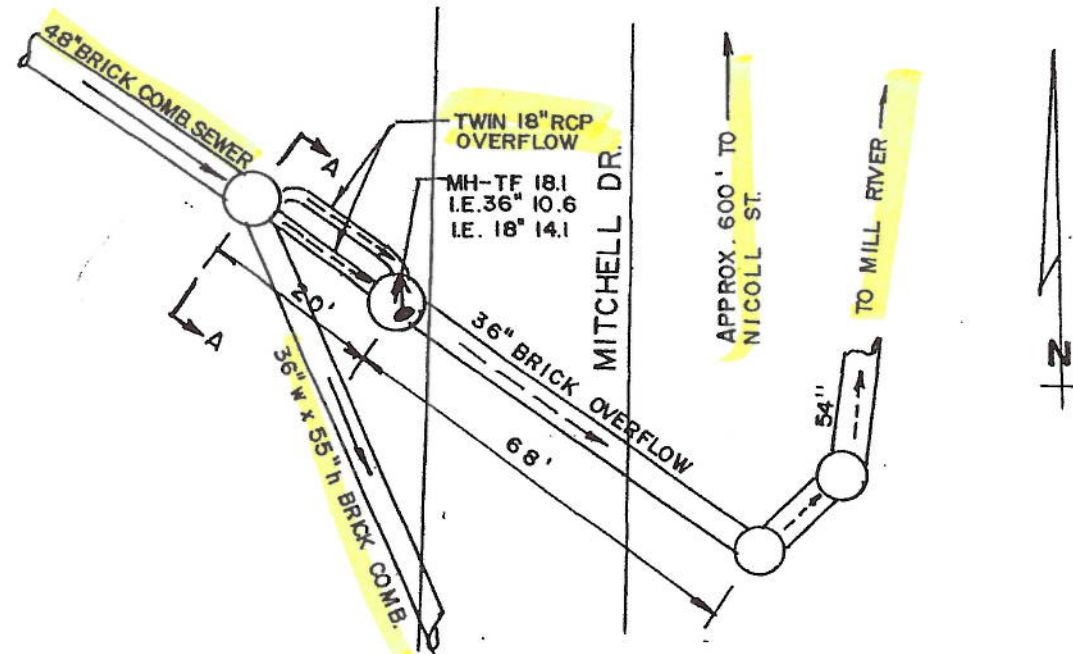 48" BRICK COMB. SEWER
A
TWIN 18" RCP
OVERFLOW
MH-TF 18.1
I.E. 36" 10.6
I.E. 18" 14.1
A
20'
36" w x 55" h BRICK COMB.
36" BRICK OVERFLOW
68'
MITCHELL DR.
APPROX. 600' TO
NICOLL ST.
TO MILL RIVER
54"
N